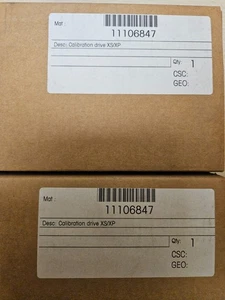 Mat
11106847
Desc: Calibration drive XS/XP
Qty: 1
CSC:
GEO:
Mat
11106847
Desc: Calibration drive XS/XP
Qty: 1
CSC:
GEO: